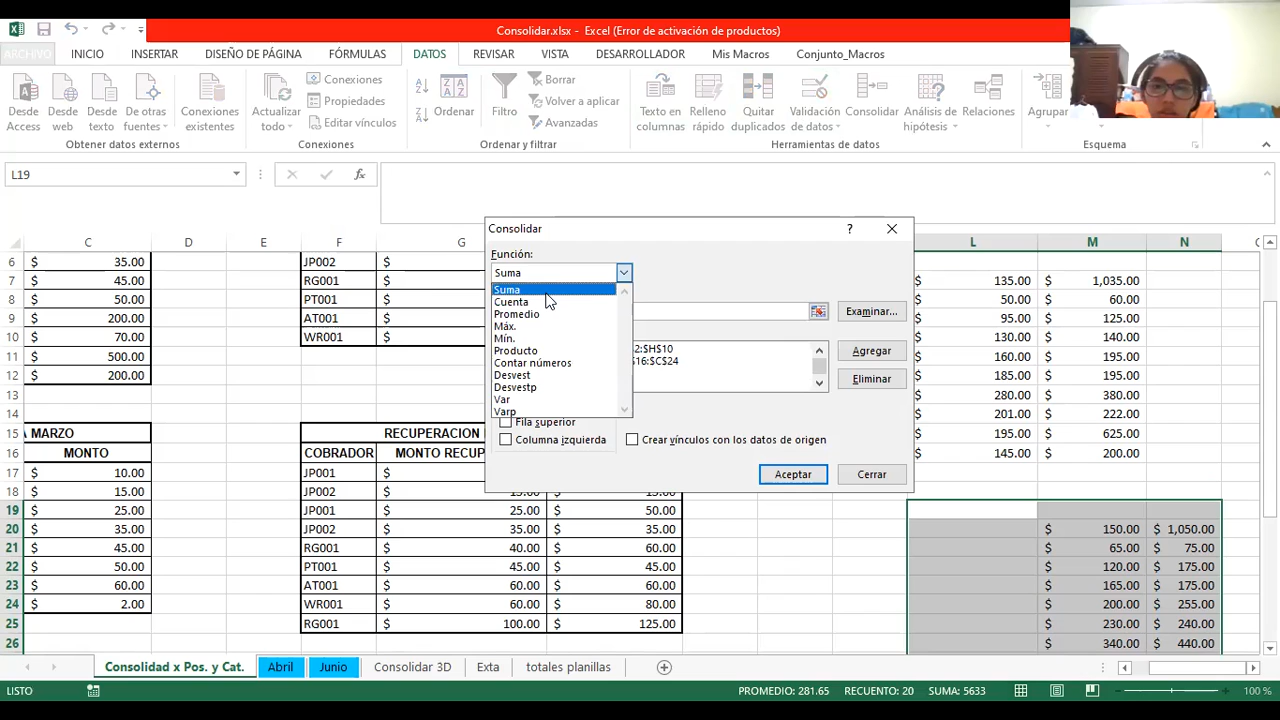 Consolidar.xlsx - Excel (Error de activación de productos)
ARCHIVO INICIO INSERTAR DISEÑO DE PÁGINA FÓRMULAS DATOS REVISAR VISTA DESARROLLADOR Mis Macros Conjunto_Macros
Desde Access
Desde web
Desde texto
De otras fuentes
Conexiones existentes
Actualizar todo
Conexiones
Propiedades
Editar vínculos
Ordenar
Filtro
Borrar
Volver a aplicar
Avanzadas
Texto en columnas
Relleno rápido
Quitar duplicados
Validación de datos
Consolidar
Análisis de hipótesis
Relaciones
Agrupar
Obtener datos externos Conexiones Ordenar y filtrar Herramientas de datos Esquema
L19
fx
C D E F G L M N
6 $ 35.00 JP002 $
7 $ 45.00 RG001 $ $ 135.00 $ 1,035.00
8 $ 50.00 PT001 $ $ 50.00 $ 60.00
9 $ 200.00 AT001 $ $ 95.00 $ 125.00
10 $ 70.00 WR001 $ $ 130.00 $ 140.00
11 $ 500.00 $ 160.00 $ 195.00
12 $ 200.00 $ 185.00 $ 195.00
13 $ 280.00 $ 380.00
14 $ 201.00 $ 222.00
15 MARZO RECUPERACION $ 195.00 $ 625.00
16 MONTO COBRADOR MONTO RECUP $ 145.00 $ 200.00
17 $ 10.00 JP001 $
18 $ 15.00 JP002 $ 15.00 $ 15.00
19 $ 25.00 JP001 $ 25.00 $ 50.00
20 $ 35.00 JP002 $ 35.00 $ 35.00 $ 150.00 $ 1,050.00
21 $ 45.00 RG001 $ 40.00 $ 60.00 $ 65.00 $ 75.00
22 $ 50.00 PT001 $ 45.00 $ 45.00 $ 120.00 $ 175.00
23 $ 60.00 AT001 $ 60.00 $ 60.00 $ 165.00 $ 175.00
24 $ 2.00 WR001 $ 60.00 $ 80.00 $ 200.00 $ 255.00
25 RG001 $ 100.00 $ 125.00 $ 230.00 $ 240.00
26 $ 340.00 $ 440.00
Consolidar
?
Función:
Suma
Suma
Cuenta
Promedio
Máx.
Mín.
Producto
Contar números
Desvest
Desvestp
Var
Varp
Examinar...
2:$H$10
$16:$C$24
Agregar
Eliminar
Fila superior
Columna izquierda Crear vínculos con los datos de origen
Aceptar Cerrar
Consolidad x Pos. y Cat. Abril Junio Consolidar 3D Exta totales planillas
LISTO PROMEDIO: 281.65 RECUENTO: 20 SUMA: 5633 100 %